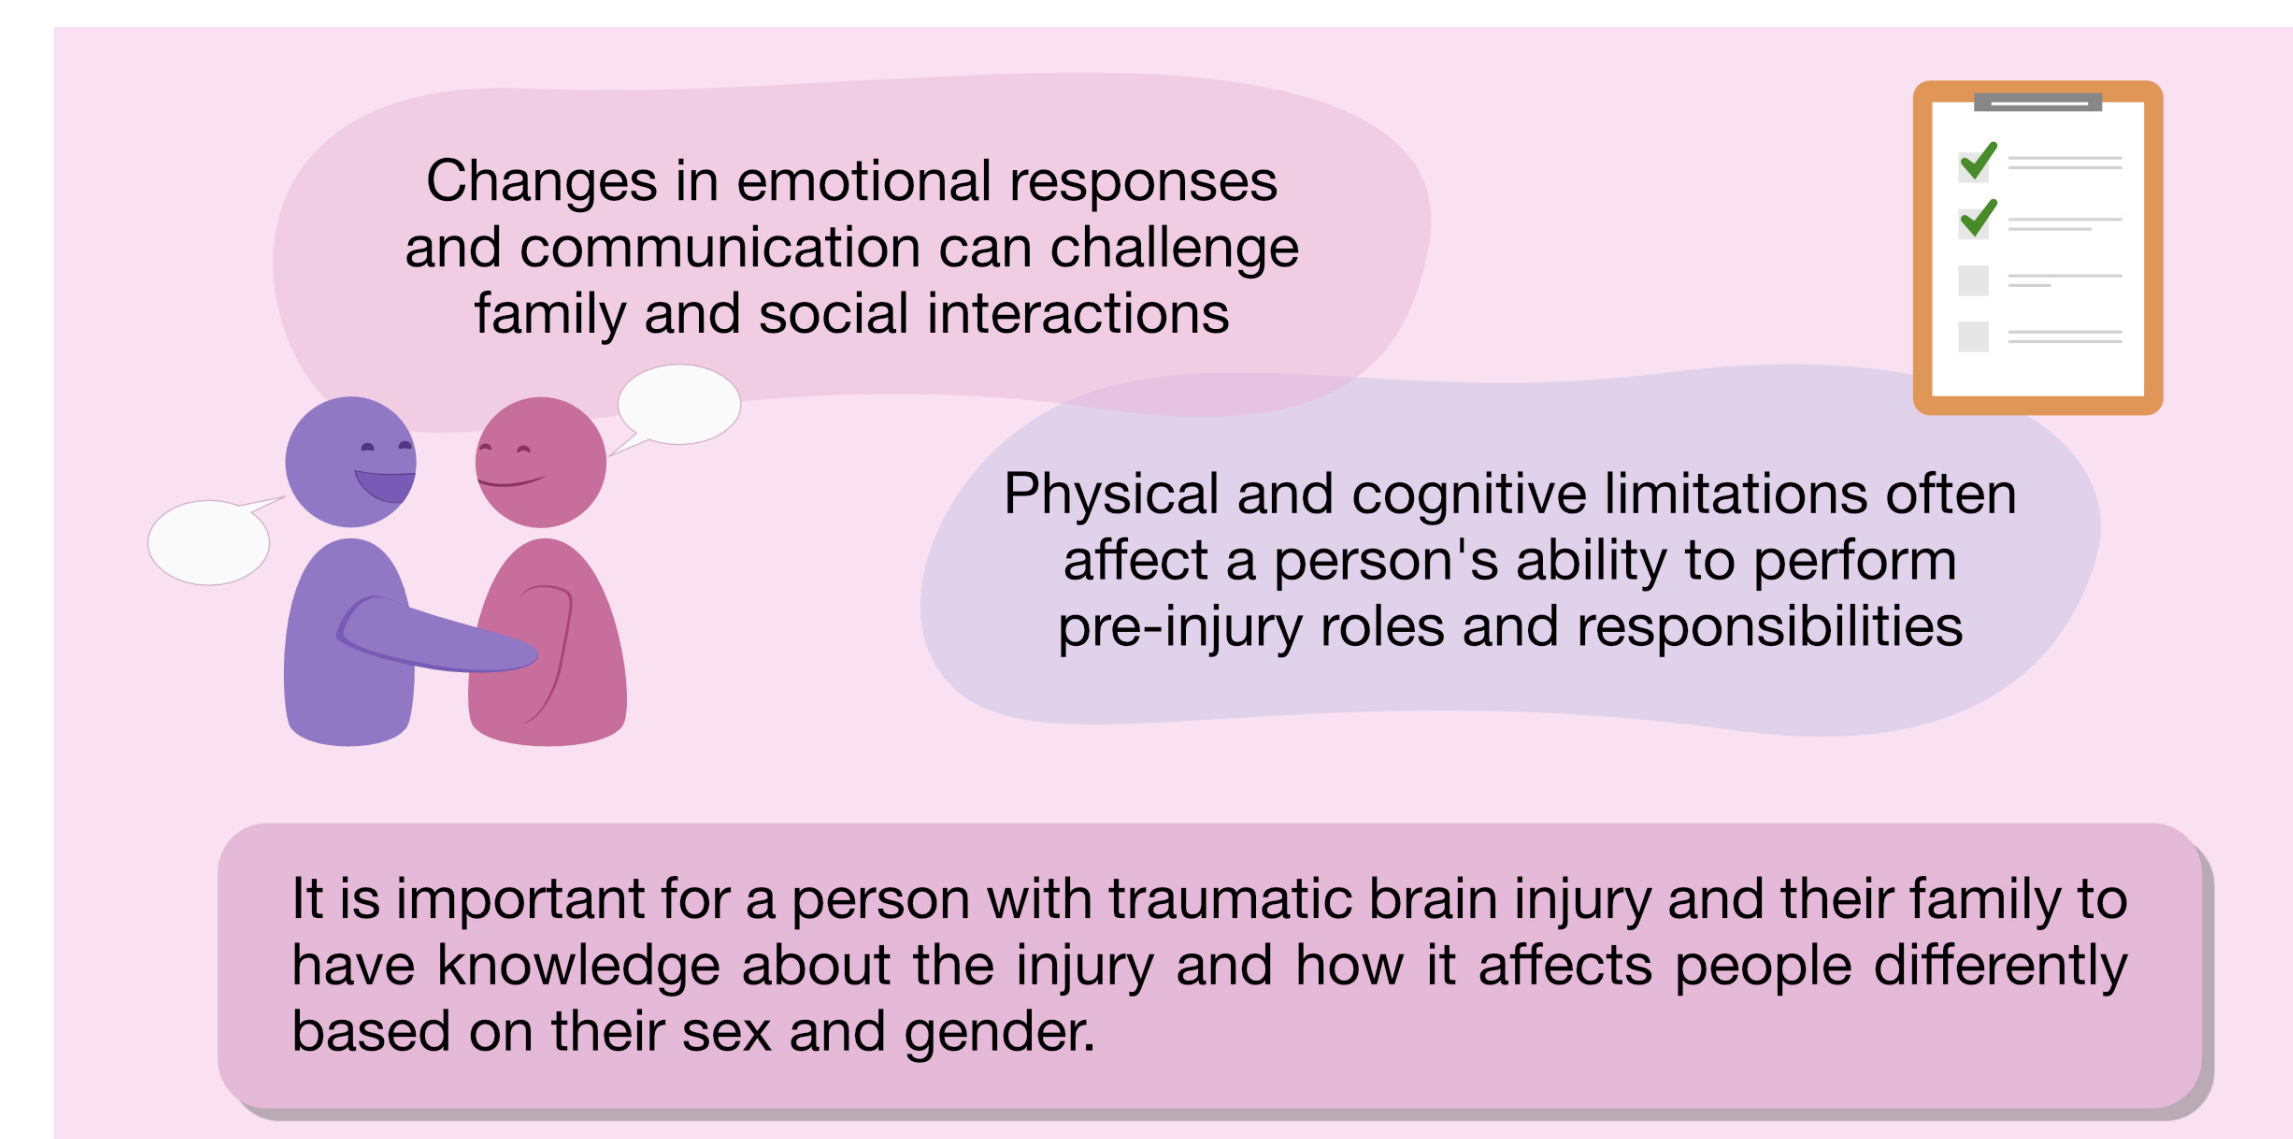 Changes in emotional responses
and communication can challenge
family and social interactions
Physical and cognitive limitations often
affect a person's ability to perform
pre-injury roles and responsibilities
It is important for a person with traumatic brain injury and their family to
have knowledge about the injury and how it affects people differently
based on their sex and gender.